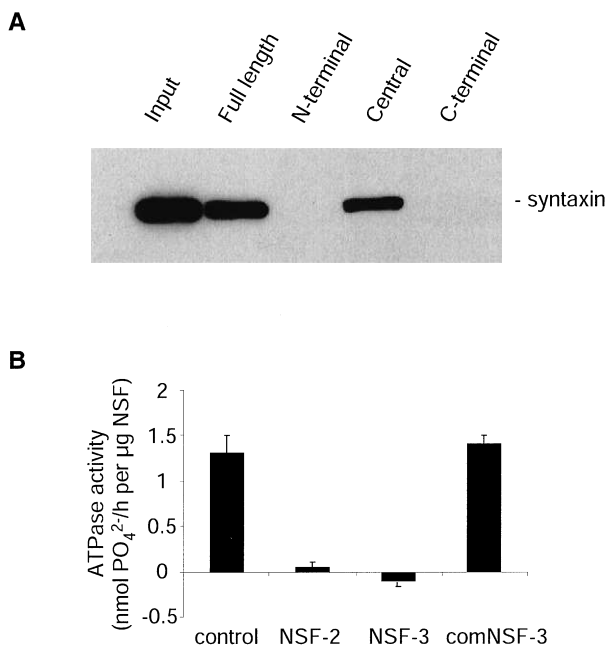 A
Input
Full length
N-terminal
Central
C-terminal
- syntaxin
B
ATPase activity
(nmol PO₄²⁻/h per μg NSF)
2
1.5
1
0.5
0
-0.5
control
NSF-2
NSF-3
comNSF-3